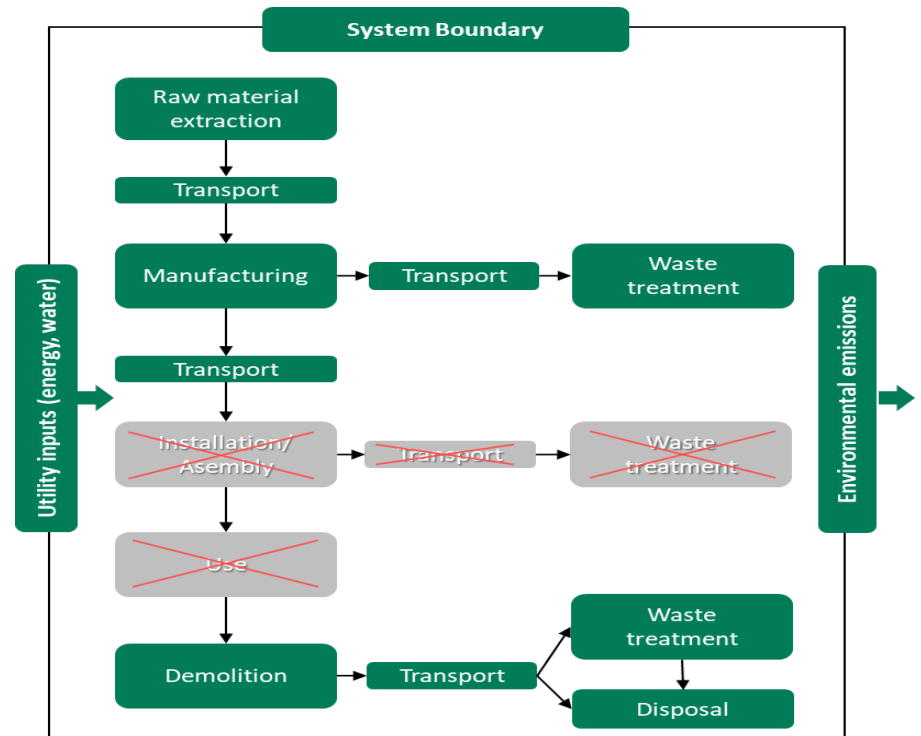 System Boundary
Raw material
extraction
Transport
Manufacturing
Transport
Waste
treatment
Transport
Installation/
Asembly
Transport
Waste
treatment
Use
Demolition
Transport
Waste
treatment
Disposal
Utility inputs (energy, water)
Environmental emissions